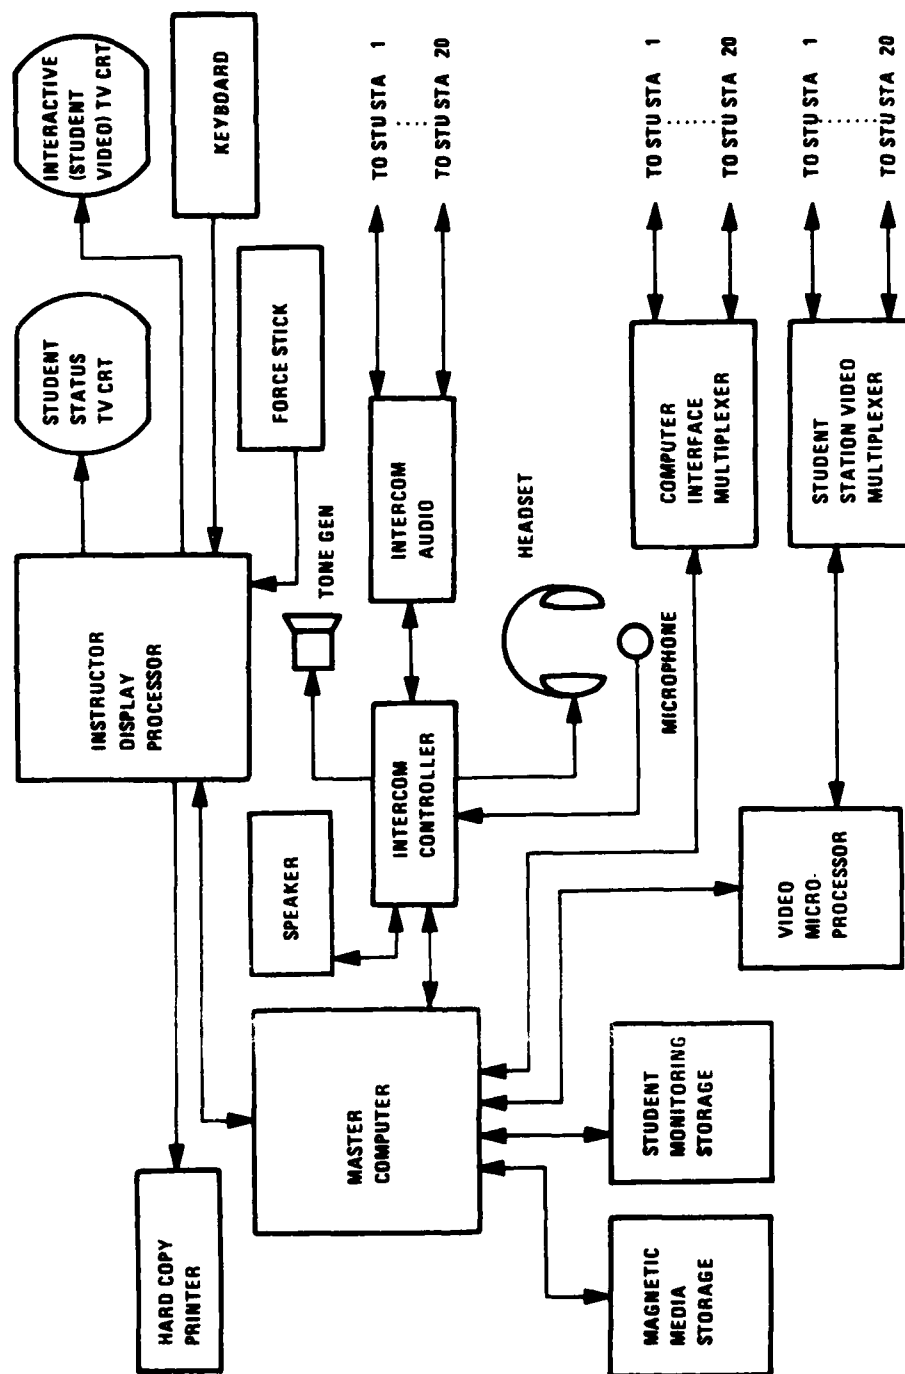 HARD COPY
PRINTER
INSTRUCTOR
DISPLAY
PROCESSOR
STUDENT
STATUS
TV CRT
INTERACTIVE
(STUDENT
VIDEO) TV CRT
KEYBOARD
FORCE STICK
MASTER
COMPUTER
SPEAKER
INTERCOM
CONTROLLER
TONE GEN
INTERCOM
AUDIO
TO STU STA 1
TO STU STA 20
HEADSET
MICROPHONE
MAGNETIC
MEDIA
STORAGE
STUDENT
MONITORING
STORAGE
VIDEO
MICRO-
PROCESSOR
COMPUTER
INTERFACE
MULTIPLEXER
TO STU STA 1
TO STU STA 20
STUDENT
STATION VIDEO
MULTIPLEXER
TO STU STA 1
TO STU STA 20